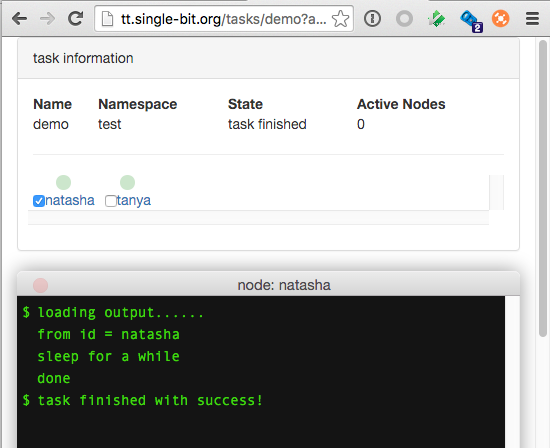 tt.single-bit.org/tasks/demo?a...
2
task information
Name Namespace State Active Nodes
demo test task finished 0
natasha tanya
node: natasha
$ loading output......
from id = natasha
sleep for a while
done
$ task finished with success!